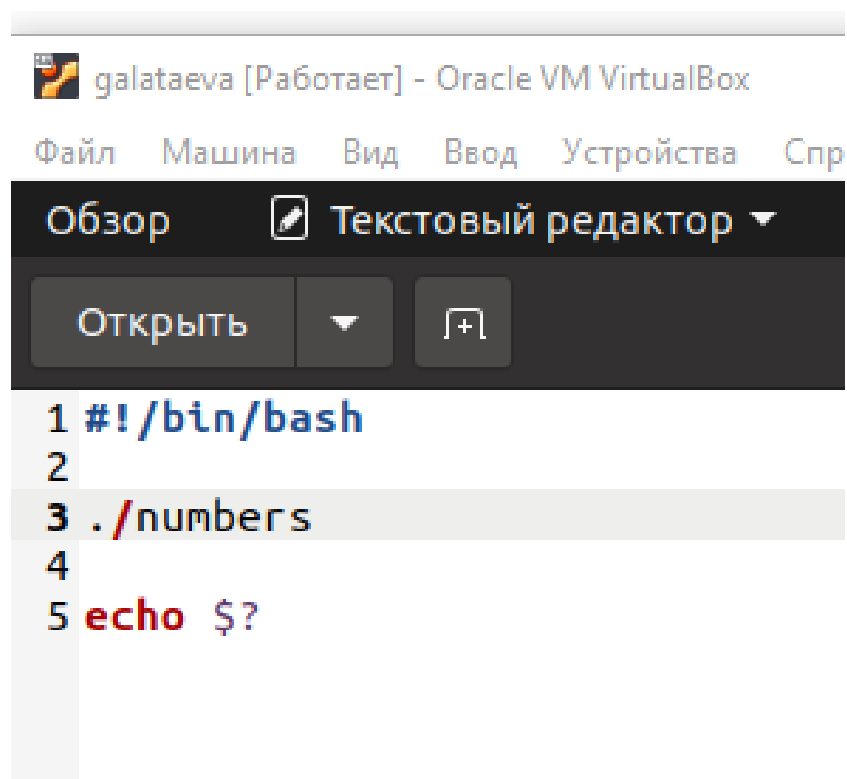 galataeva [Работает] - Oracle VM VirtualBox
Файл Машина Вид Ввод Устройства Спр
Обзор Текстовый редактор
Открыть
1 #!/bin/bash
2
3 ./numbers
4
5 echo $?